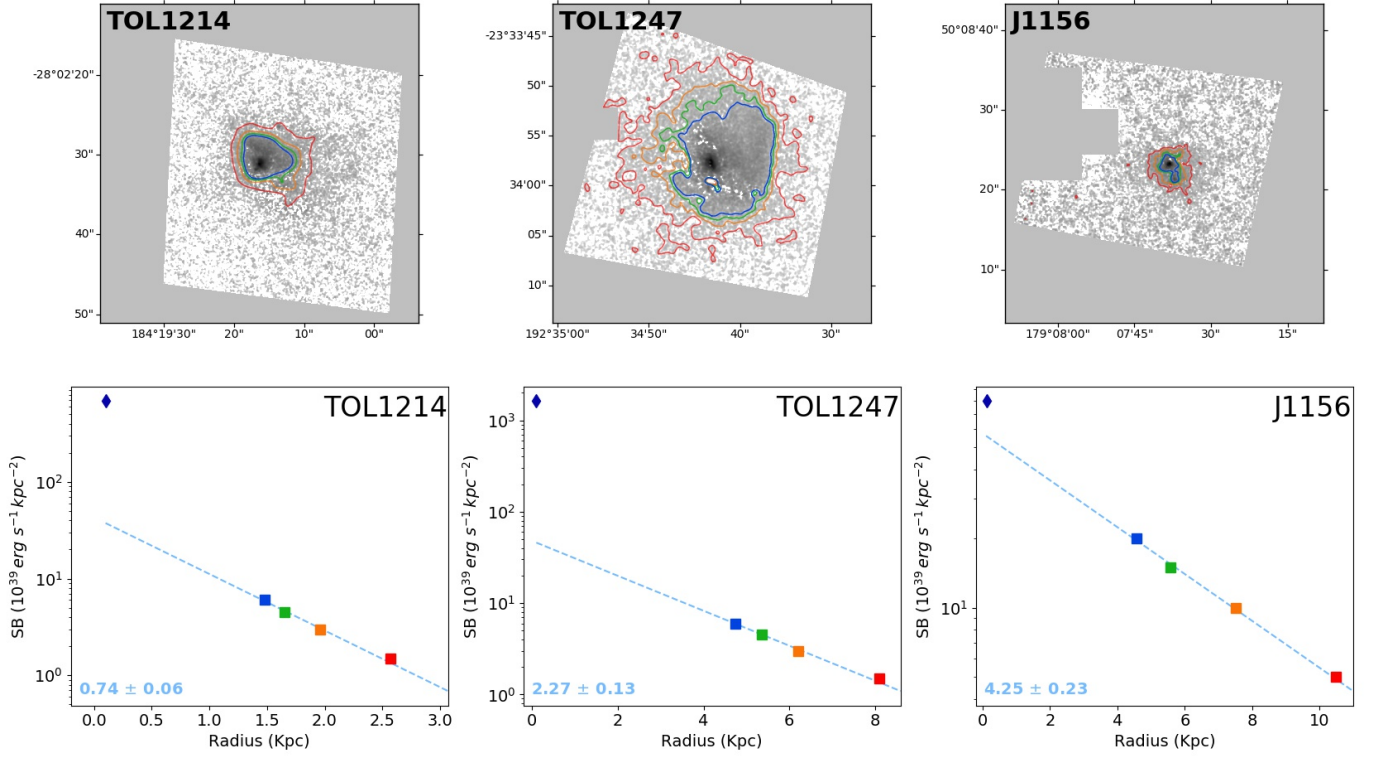 TOL1214
-28°02'20"
30"
40"
50"
184°19'30"
20"
10"
00"
TOL1247
-23°33'45"
50"
55"
34'00"
05"
10"
192°35'00"
34'50"
40"
30"
J1156
50°08'40"
30"
20"
10"
179°08'00"
07'45"
30"
15"
TOL1214
SB (10³⁹ erg s⁻¹ kpc⁻²)
10²
10¹
10⁰
0.74 ± 0.06
0.0 0.5 1.0 1.5 2.0 2.5 3.0
Radius (Kpc)
TOL1247
SB (10³⁹ erg s⁻¹ kpc⁻²)
10³
10²
10¹
10⁰
2.27 ± 0.13
0 2 4 6 8
Radius (Kpc)
J1156
SB (10³⁹ erg s⁻¹ kpc⁻²)
10¹
4.25 ± 0.23
0 2 4 6 8 10
Radius (Kpc)